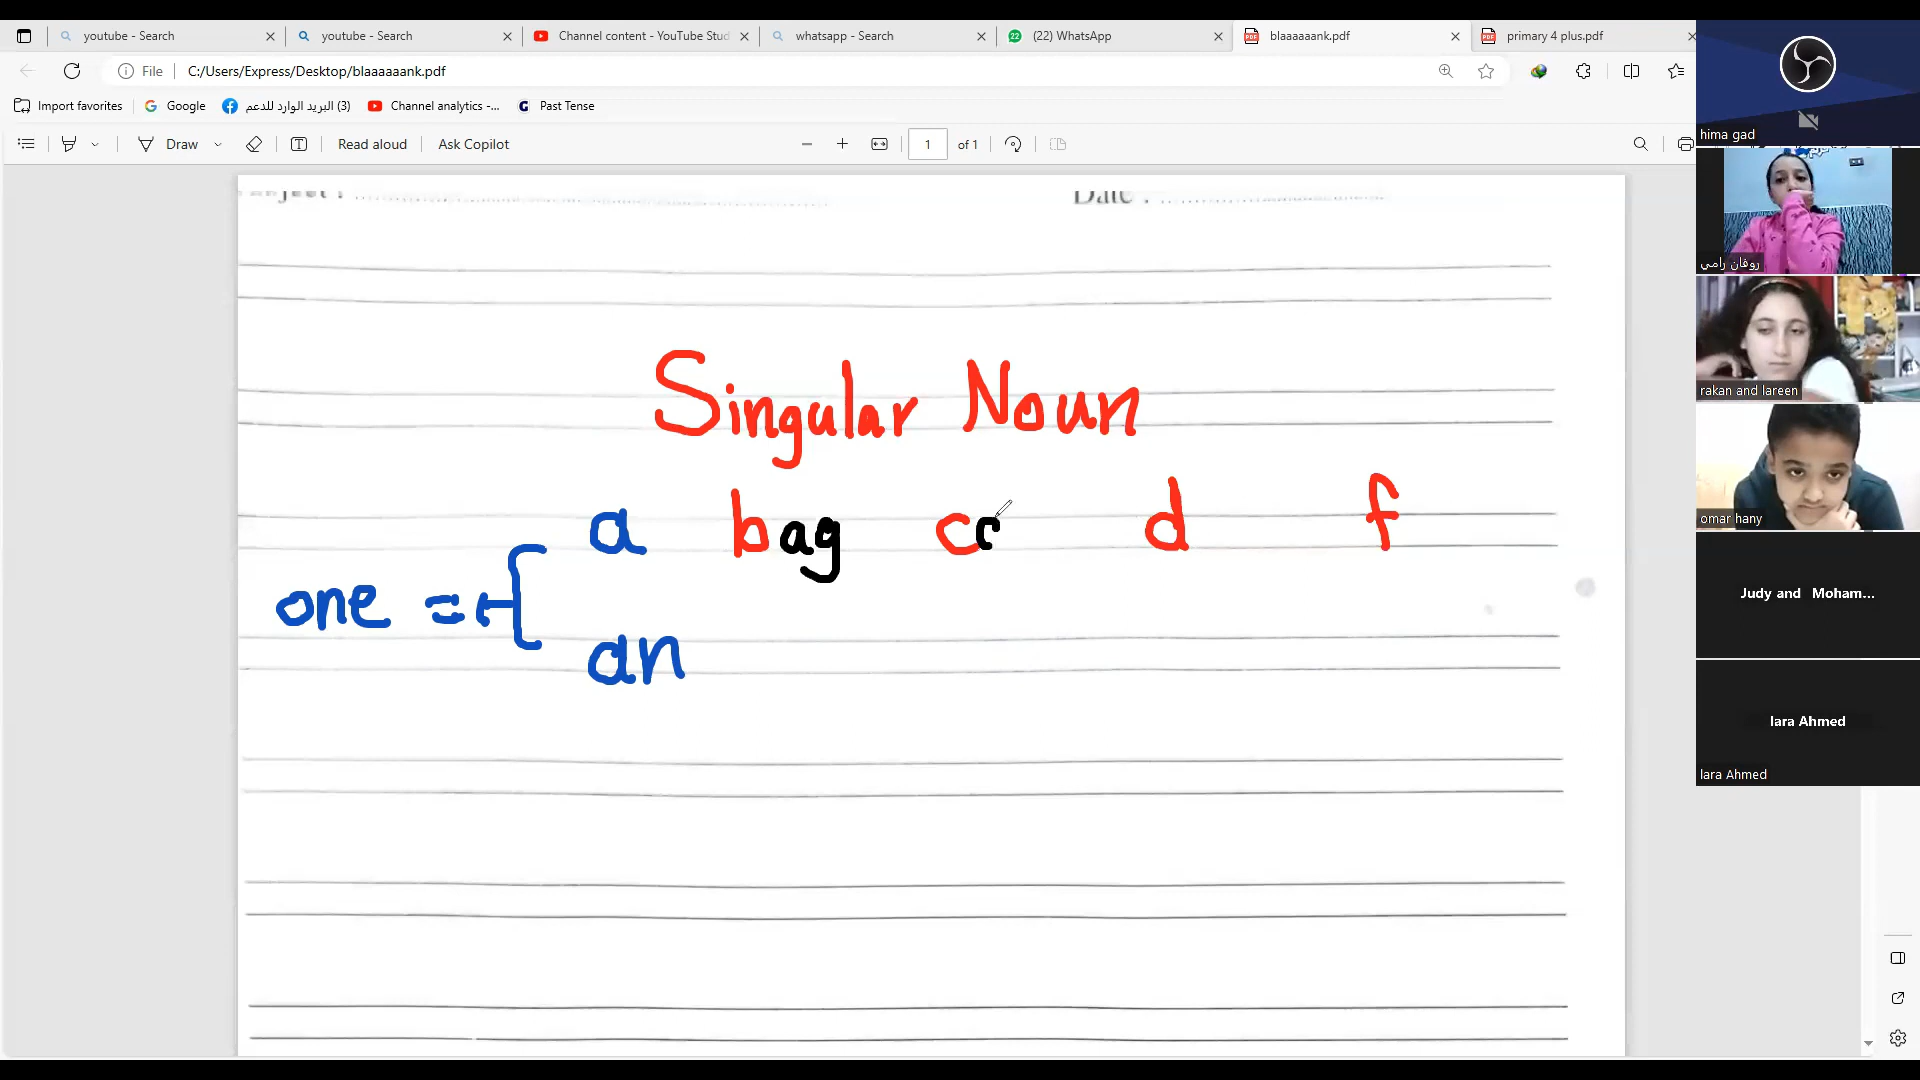 youtube - Search
youtube - Search
Channel content - YouTube Stud
whatsapp - Search
(22) WhatsApp
blaaaaaank.pdf
primary 4 plus.pdf
File
C:/Users/Express/Desktop/blaaaaaank.pdf
Import favorites
Google
(3) البريد الوارد للدعم
Channel analytics -...
Past Tense
Draw
Read aloud
Ask Copilot
1
of 1
Date
Singular Noun
a bag cc d f
one =
an
hima gad
روفان رامي
rakan and lareen
omar hany
Judy and Moham...
lara Ahmed
lara Ahmed